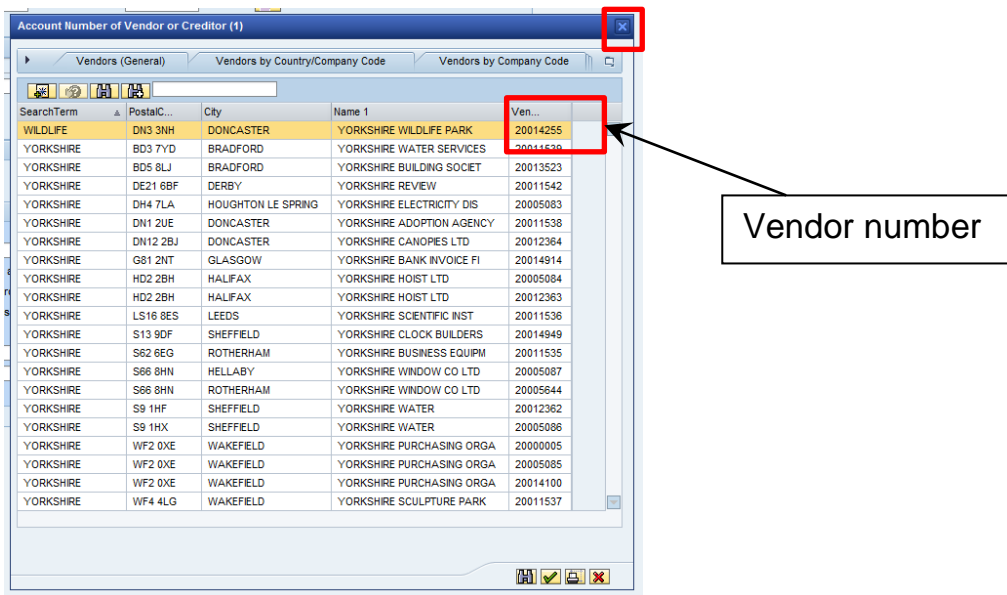 Account Number of Vendor or Creditor (1)
Vendors (General) Vendors by Country/Company Code Vendors by Company Code
SearchTerm PostalC... City Name 1 Ven...
WILDLIFE DN3 3NH DONCASTER YORKSHIRE WILDLIFE PARK 20014255
YORKSHIRE BD3 7YD BRADFORD YORKSHIRE WATER SERVICES 20011539
YORKSHIRE BD5 8LJ BRADFORD YORKSHIRE BUILDING SOCIET 20013523
YORKSHIRE DE21 6BF DERBY YORKSHIRE REVIEW 20011542
YORKSHIRE DH4 7LA HOUGHTON LE SPRING YORKSHIRE ELECTRICITY DIS 20005083
YORKSHIRE DN1 2UE DONCASTER YORKSHIRE ADOPTION AGENCY 20011538
YORKSHIRE DN12 2BJ DONCASTER YORKSHIRE CANOPIES LTD 20012364
YORKSHIRE G81 2NT GLASGOW YORKSHIRE BANK INVOICE FI 20014914
YORKSHIRE HD2 2BH HALIFAX YORKSHIRE HOIST LTD 20005084
YORKSHIRE HD2 2BH HALIFAX YORKSHIRE HOIST LTD 20012363
YORKSHIRE LS16 8ES LEEDS YORKSHIRE SCIENTIFIC INST 20011536
YORKSHIRE S13 9DF SHEFFIELD YORKSHIRE CLOCK BUILDERS 20014949
YORKSHIRE S62 6EG ROTHERHAM YORKSHIRE BUSINESS EQUIPM 20011535
YORKSHIRE S66 8HN HELLABY YORKSHIRE WINDOW CO LTD 20005087
YORKSHIRE S66 8HN ROTHERHAM YORKSHIRE WINDOW CO LTD 20005644
YORKSHIRE S9 1HF SHEFFIELD YORKSHIRE WATER 20012362
YORKSHIRE S9 1HX SHEFFIELD YORKSHIRE WATER 20005086
YORKSHIRE WF2 0XE WAKEFIELD YORKSHIRE PURCHASING ORGA 20000005
YORKSHIRE WF2 0XE WAKEFIELD YORKSHIRE PURCHASING ORGA 20005085
YORKSHIRE WF2 0XE WAKEFIELD YORKSHIRE PURCHASING ORGA 20014100
YORKSHIRE WF4 4LG WAKEFIELD YORKSHIRE SCULPTURE PARK 20011537
Vendor number